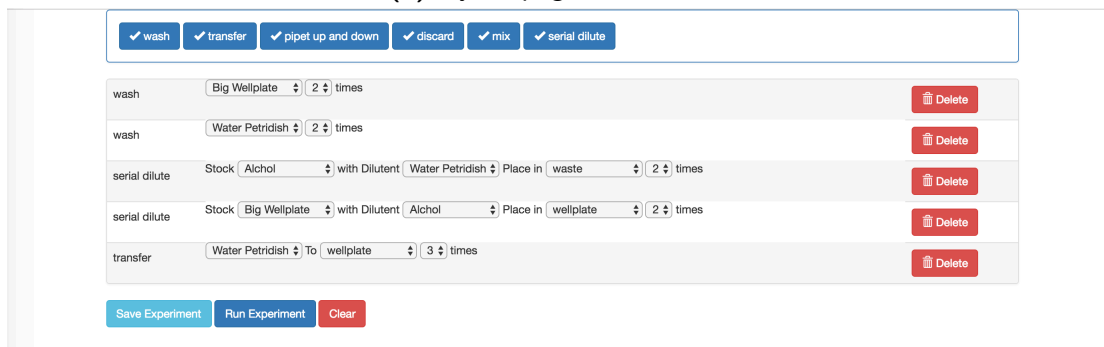 wash transfer pipet up and down discard mix serial dilute
wash Big Wellplate 2 times Delete
wash Water Petridish 2 times Delete
serial dilute Stock Alchol with Dilutent Water Petridish Place in waste 2 times Delete
serial dilute Stock Big Wellplate with Dilutent Alchol Place in wellplate 2 times Delete
transfer Water Petridish To wellplate 3 times Delete
Save Experiment Run Experiment Clear